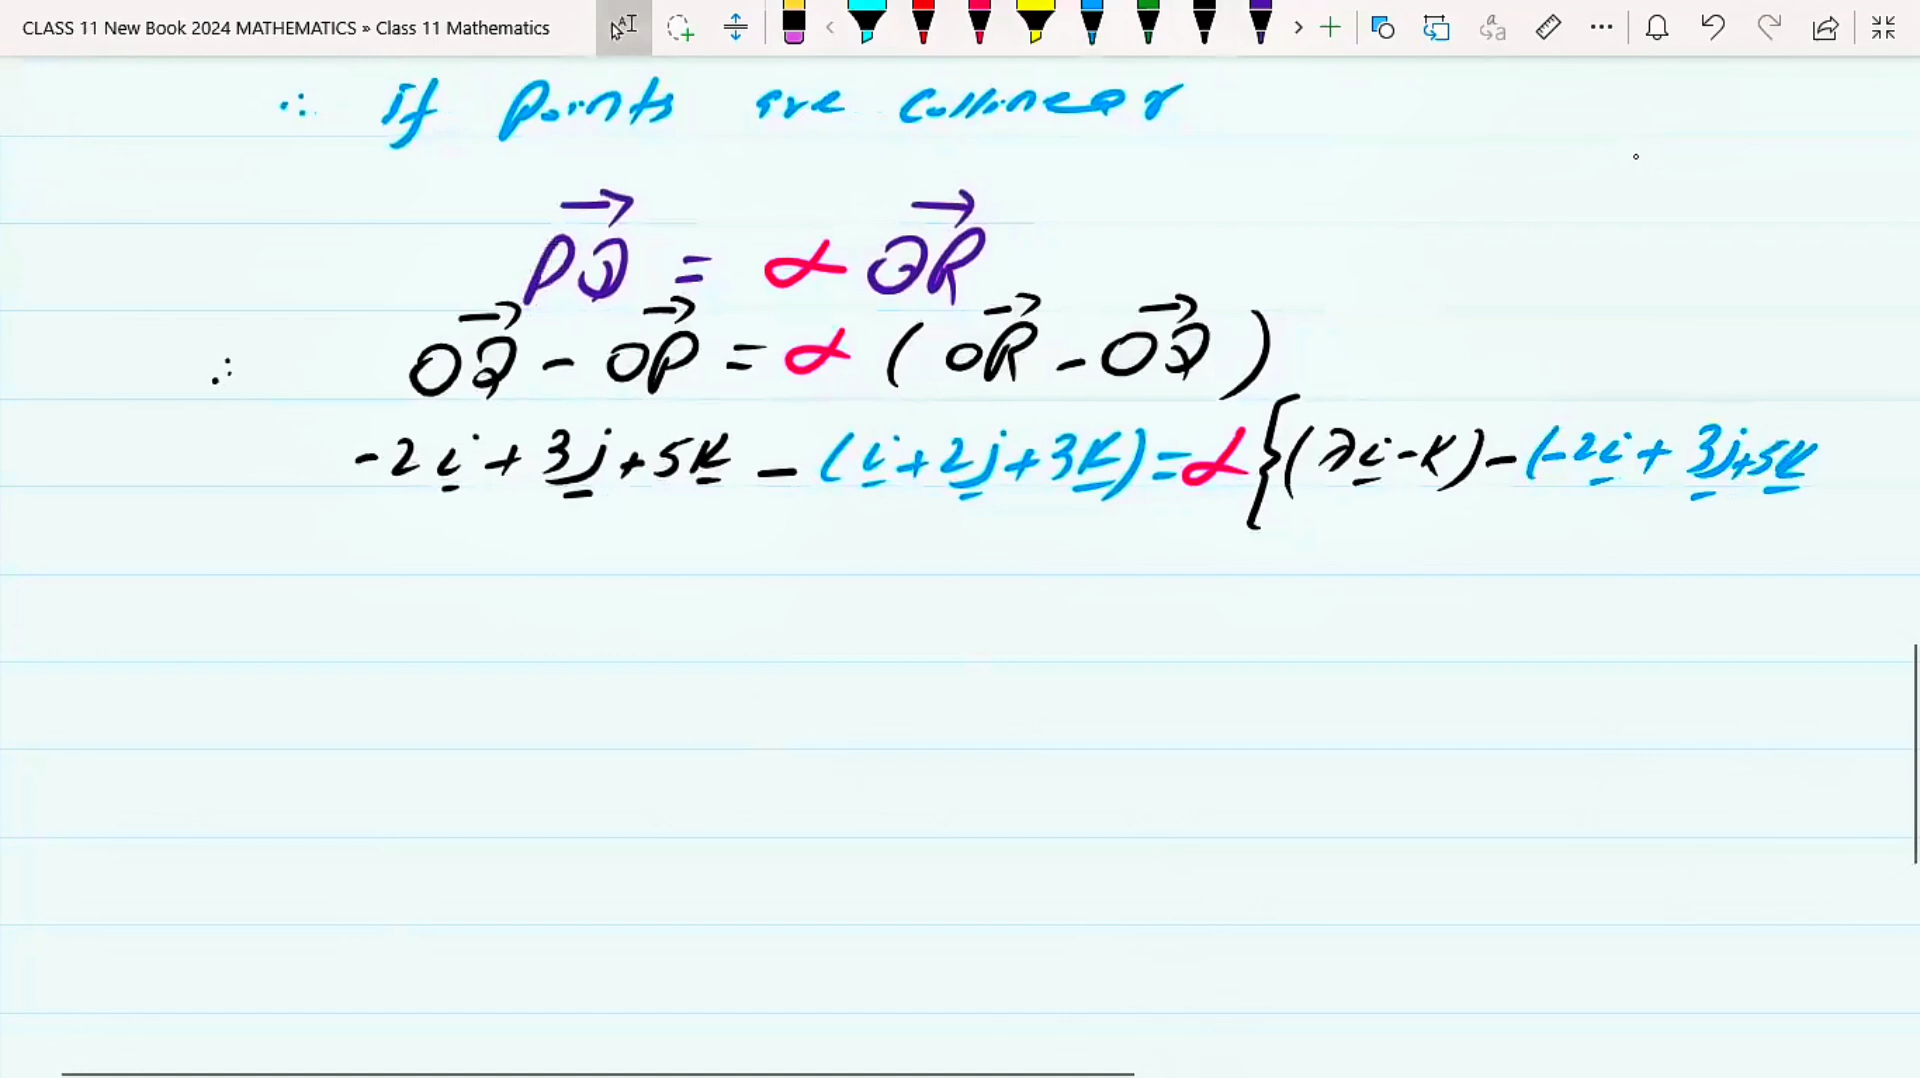 CLASS 11 New Book 2024 MATHEMATICS » Class 11 Mathematics
∴ if points are collinear
PQ⃗ = α QR⃗
∴ OQ⃗ - OP⃗ = α ( OR⃗ - OQ⃗ )
-2i + 3j + 5k - (i + 2j + 3k) = α {(7i - k) - (-2i + 3j + 5k